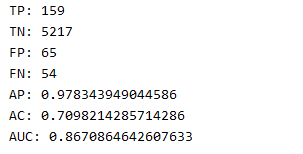 TP: 159
TN: 5217
FP: 65
FN: 54
AP: 0.978343949044586
AC: 0.7098214285714286
AUC: 0.8670864642607633